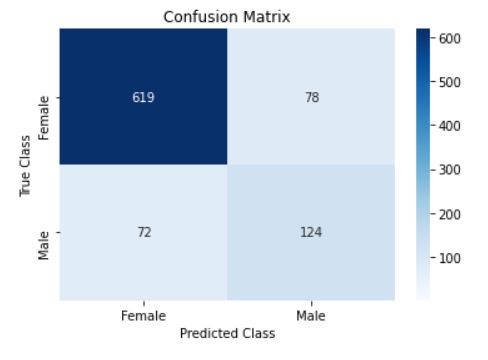 Confusion Matrix
True Class
Female
619
78
Male
72
124
Female
Male
Predicted Class
600
500
400
300
200
100